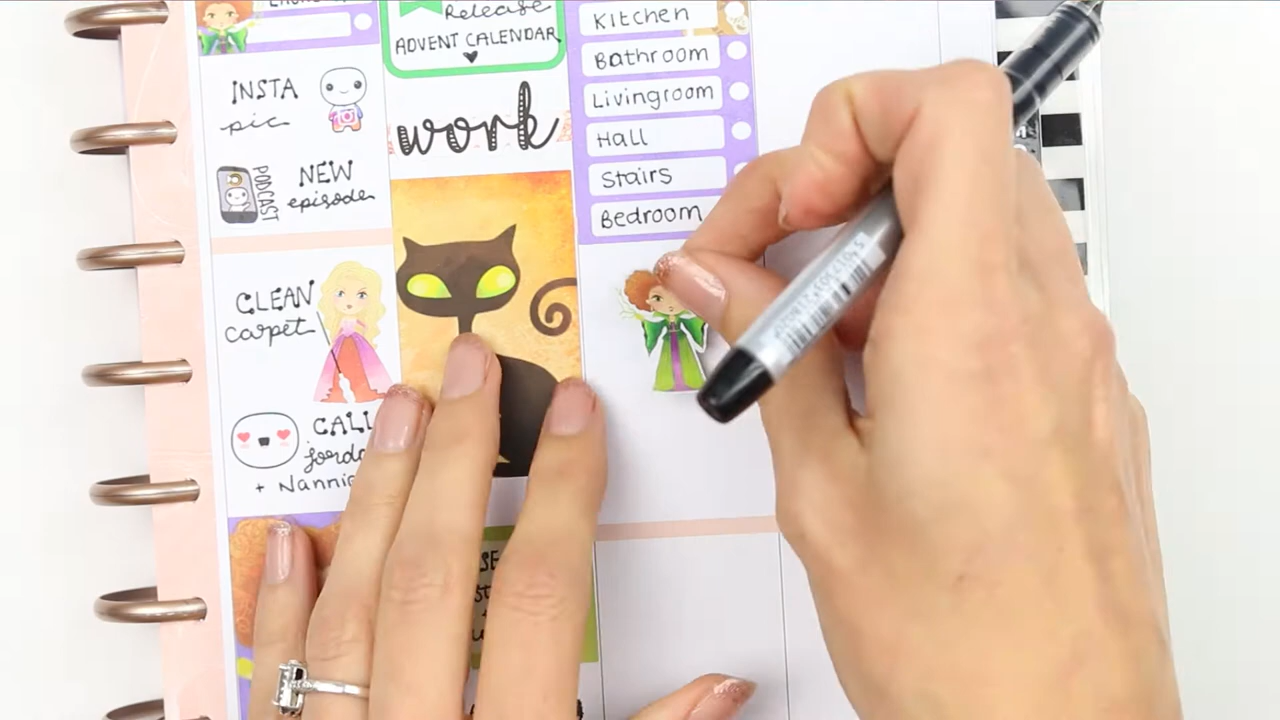 Release
ADVENT CALENDAR
INSTA
pic
PODCAST
NEW
episode
CLEAN
carpet
CALL
+ Nannie
work
Kitchen
Bathroom
Livingroom
Hall
Stairs
Bedroom